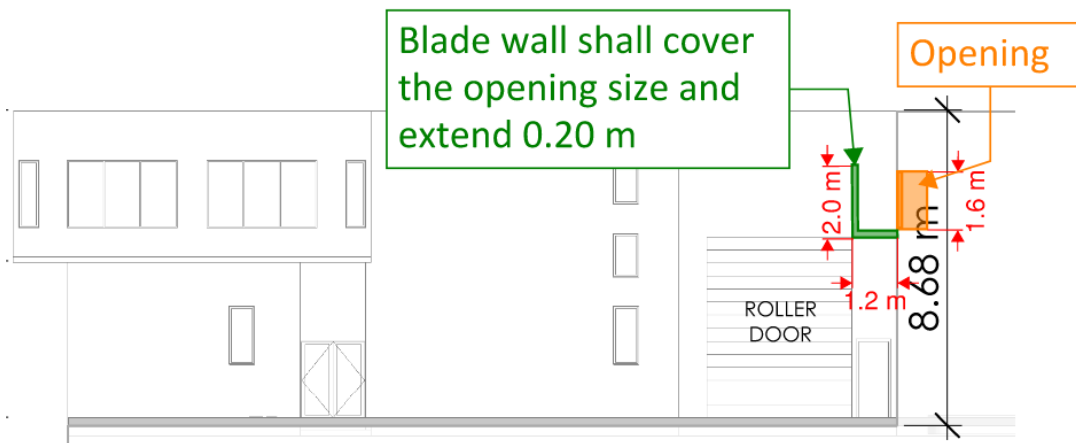 Blade wall shall cover
the opening size and
extend 0.20 m
Opening
2.0 m
1.6 m
1.2 m
8.68 m
ROLLER
DOOR